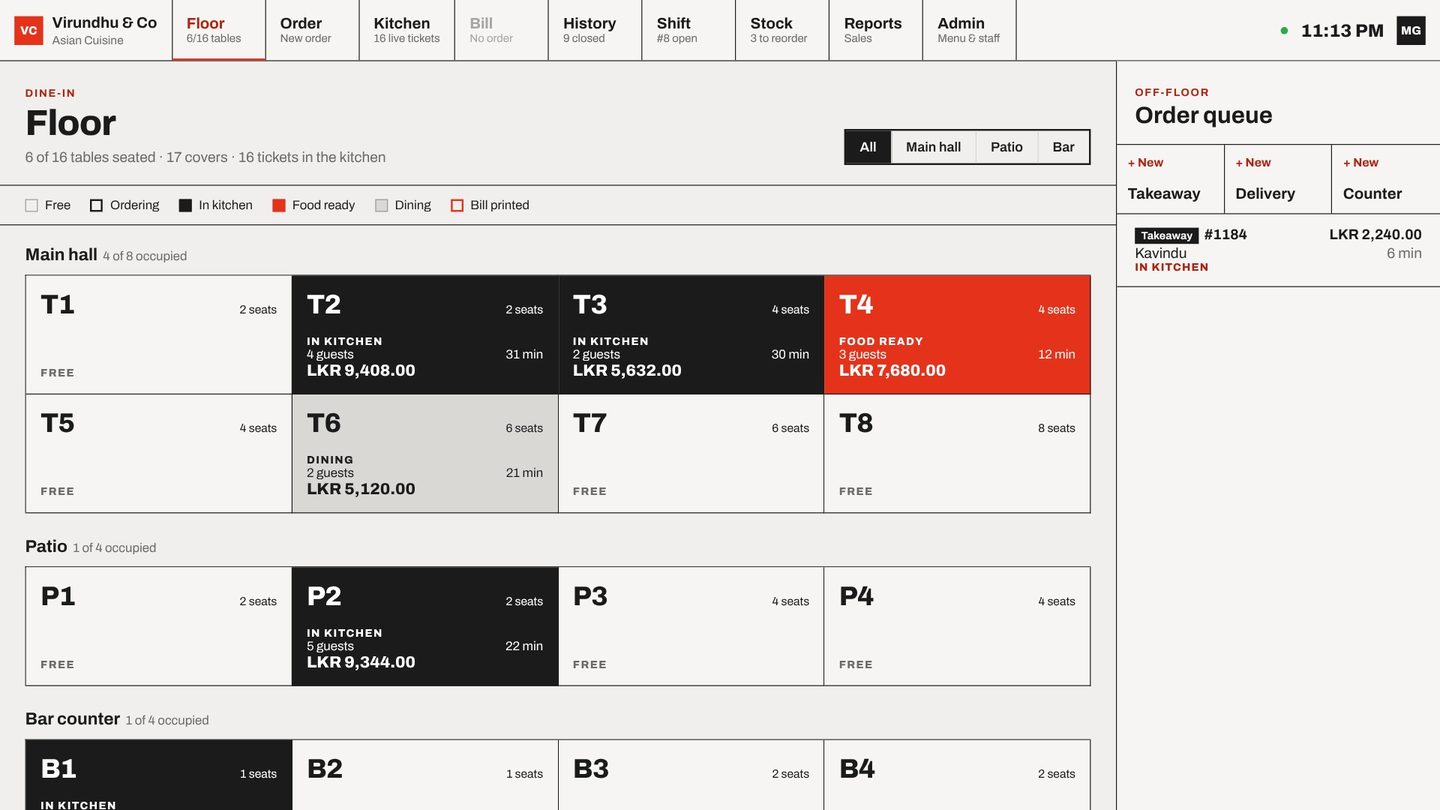 VC
Virundhu & Co
Asian Cuisine
Floor
6/16 tables
Order
New order
Kitchen
16 live tickets
Bill
No order
History
9 closed
Shift
#8 open
Stock
3 to reorder
Reports
Sales
Admin
Menu & staff
11:13 PM
MG
DINE-IN
Floor
6 of 16 tables seated · 17 covers · 16 tickets in the kitchen
All Main hall Patio Bar
Free Ordering In kitchen Food ready Dining Bill printed
Main hall 4 of 8 occupied
T1 2 seats
FREE
T2 2 seats
IN KITCHEN
4 guests 31 min
LKR 9,408.00
T3 4 seats
IN KITCHEN
2 guests 30 min
LKR 5,632.00
T4 4 seats
FOOD READY
3 guests 12 min
LKR 7,680.00
T5 4 seats
FREE
T6 6 seats
DINING
2 guests 21 min
LKR 5,120.00
T7 6 seats
FREE
T8 8 seats
FREE
Patio 1 of 4 occupied
P1 2 seats
FREE
P2 2 seats
IN KITCHEN
5 guests 22 min
LKR 9,344.00
P3 4 seats
FREE
P4 4 seats
FREE
Bar counter 1 of 4 occupied
B1 1 seats
IN KITCHEN
B2 1 seats
B3 2 seats
B4 2 seats
OFF-FLOOR
Order queue
+ New
Takeaway
+ New
Delivery
+ New
Counter
Takeaway #1184 LKR 2,240.00
Kavindu 6 min
IN KITCHEN